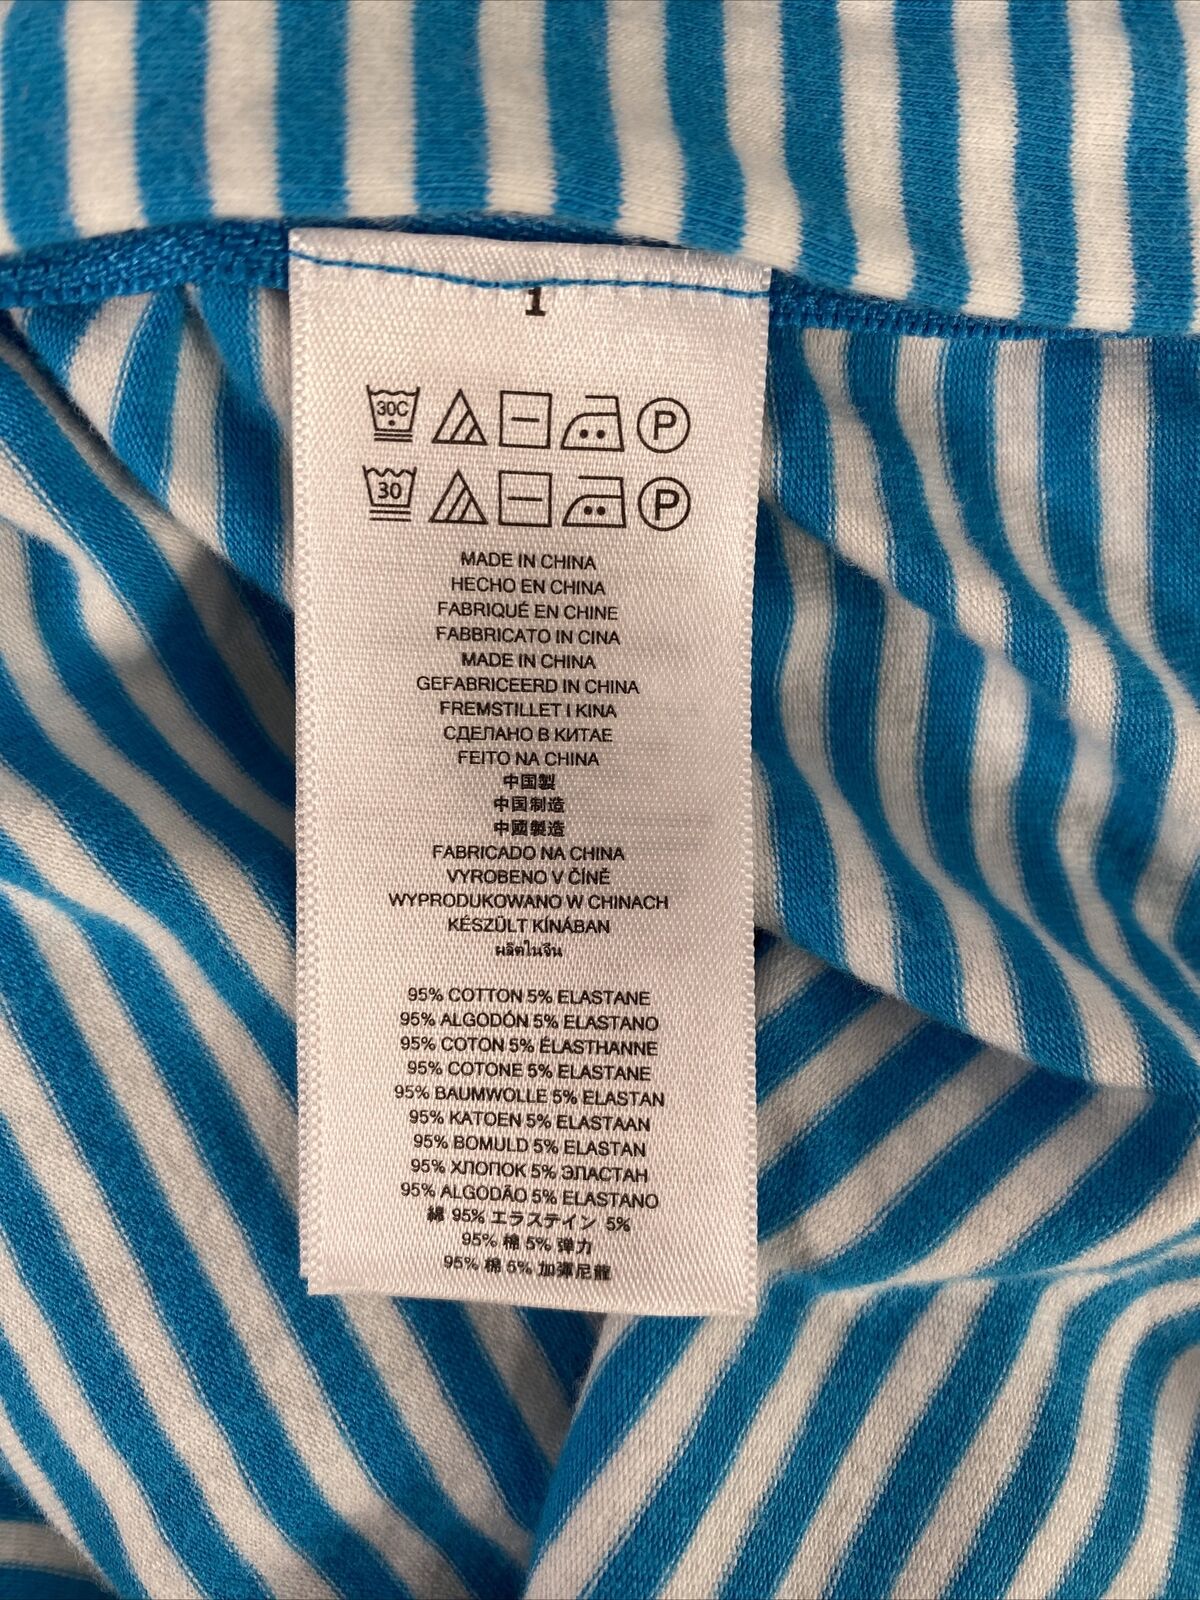 1
30C P
30 P
MADE IN CHINA
HECHO EN CHINA
FABRIQUÉ EN CHINE
FABBRICATO IN CINA
MADE IN CHINA
GEFABRICEERD IN CHINA
FREMSTILLET I KINA
СДЕЛАНО В КИТАЕ
FEITO NA CHINA
中国製
中国制造
中國製造
FABRICADO NA CHINA
VYROBENO V ČÍNĚ
WYPRODUKOWANO W CHINACH
KÉSZÜLT KÍNÁBAN
ผลิตในจีน
95% COTTON 5% ELASTANE
95% ALGODÓN 5% ELASTANO
95% COTON 5% ÉLASTHANNE
95% COTONE 5% ELASTANE
95% BAUMWOLLE 5% ELASTAN
95% KATOEN 5% ELASTAAN
95% BOMULD 5% ELASTAN
95% ХЛОПОК 5% ЭЛАСТАН
95% ALGODÃO 5% ELASTANO
綿 95% エラステイン 5%
95% 棉 5% 弹力
95% 棉 5% 加彈尼龍